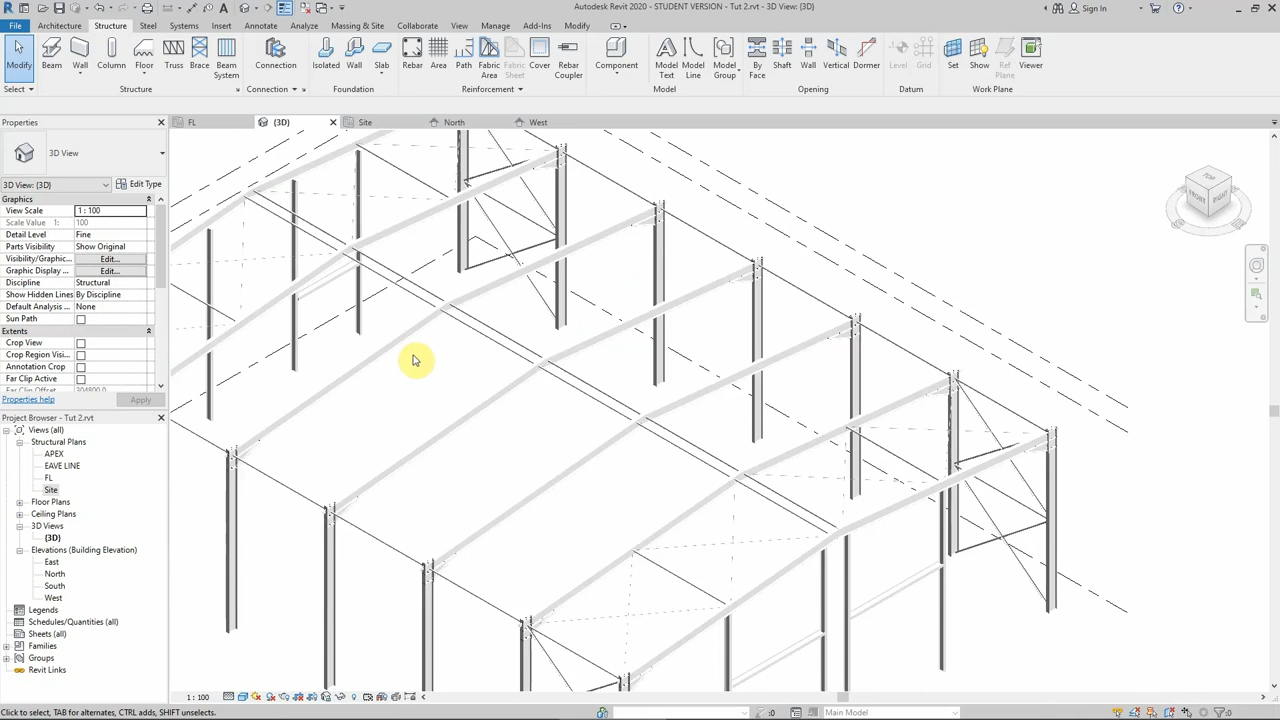 Autodesk Revit 2020 - STUDENT VERSION - Tut 2.rvt - 3D View: {3D}
Sign In
File Architecture Structure Steel Systems Insert Annotate Analyze Massing & Site Collaborate View Manage Add-Ins Modify
Modify Beam Wall Column Floor Truss Brace Beam System Connection Isolated Wall Slab Rebar Area Path Fabric Area Fabric Sheet Cover Rebar Coupler Component Model Text Model Line Model Group By Face Shaft Wall Vertical Dormer Level Grid Set Show Ref Plane Viewer
Select Structure Connection Foundation Reinforcement Model Opening Datum Work Plane
Properties
FL {3D} Site North West
3D View
3D View: {3D} Edit Type
Graphics
View Scale 1 : 100
Scale Value 1: 100
Detail Level Fine
Parts Visibility Show Original
Visibility/Graphic... Edit...
Graphic Display ... Edit...
Discipline Structural
Show Hidden Lines By Discipline
Default Analysis ... None
Sun Path
Extents
Crop View
Crop Region Visi...
Annotation Crop
Far Clip Active
Far Clip Offset 304800.0
Properties help Apply
Project Browser - Tut 2.rvt
Views (all)
Structural Plans
APEX
EAVE LINE
FL
Site
Floor Plans
Ceiling Plans
3D Views
{3D}
Elevations (Building Elevation)
East
North
South
West
Legends
Schedules/Quantities (all)
Sheets (all)
Families
Groups
Revit Links
TOP
FRONT RIGHT
1 : 100
Click to select, TAB for alternates, CTRL adds, SHIFT unselects. :0 Main Model :0